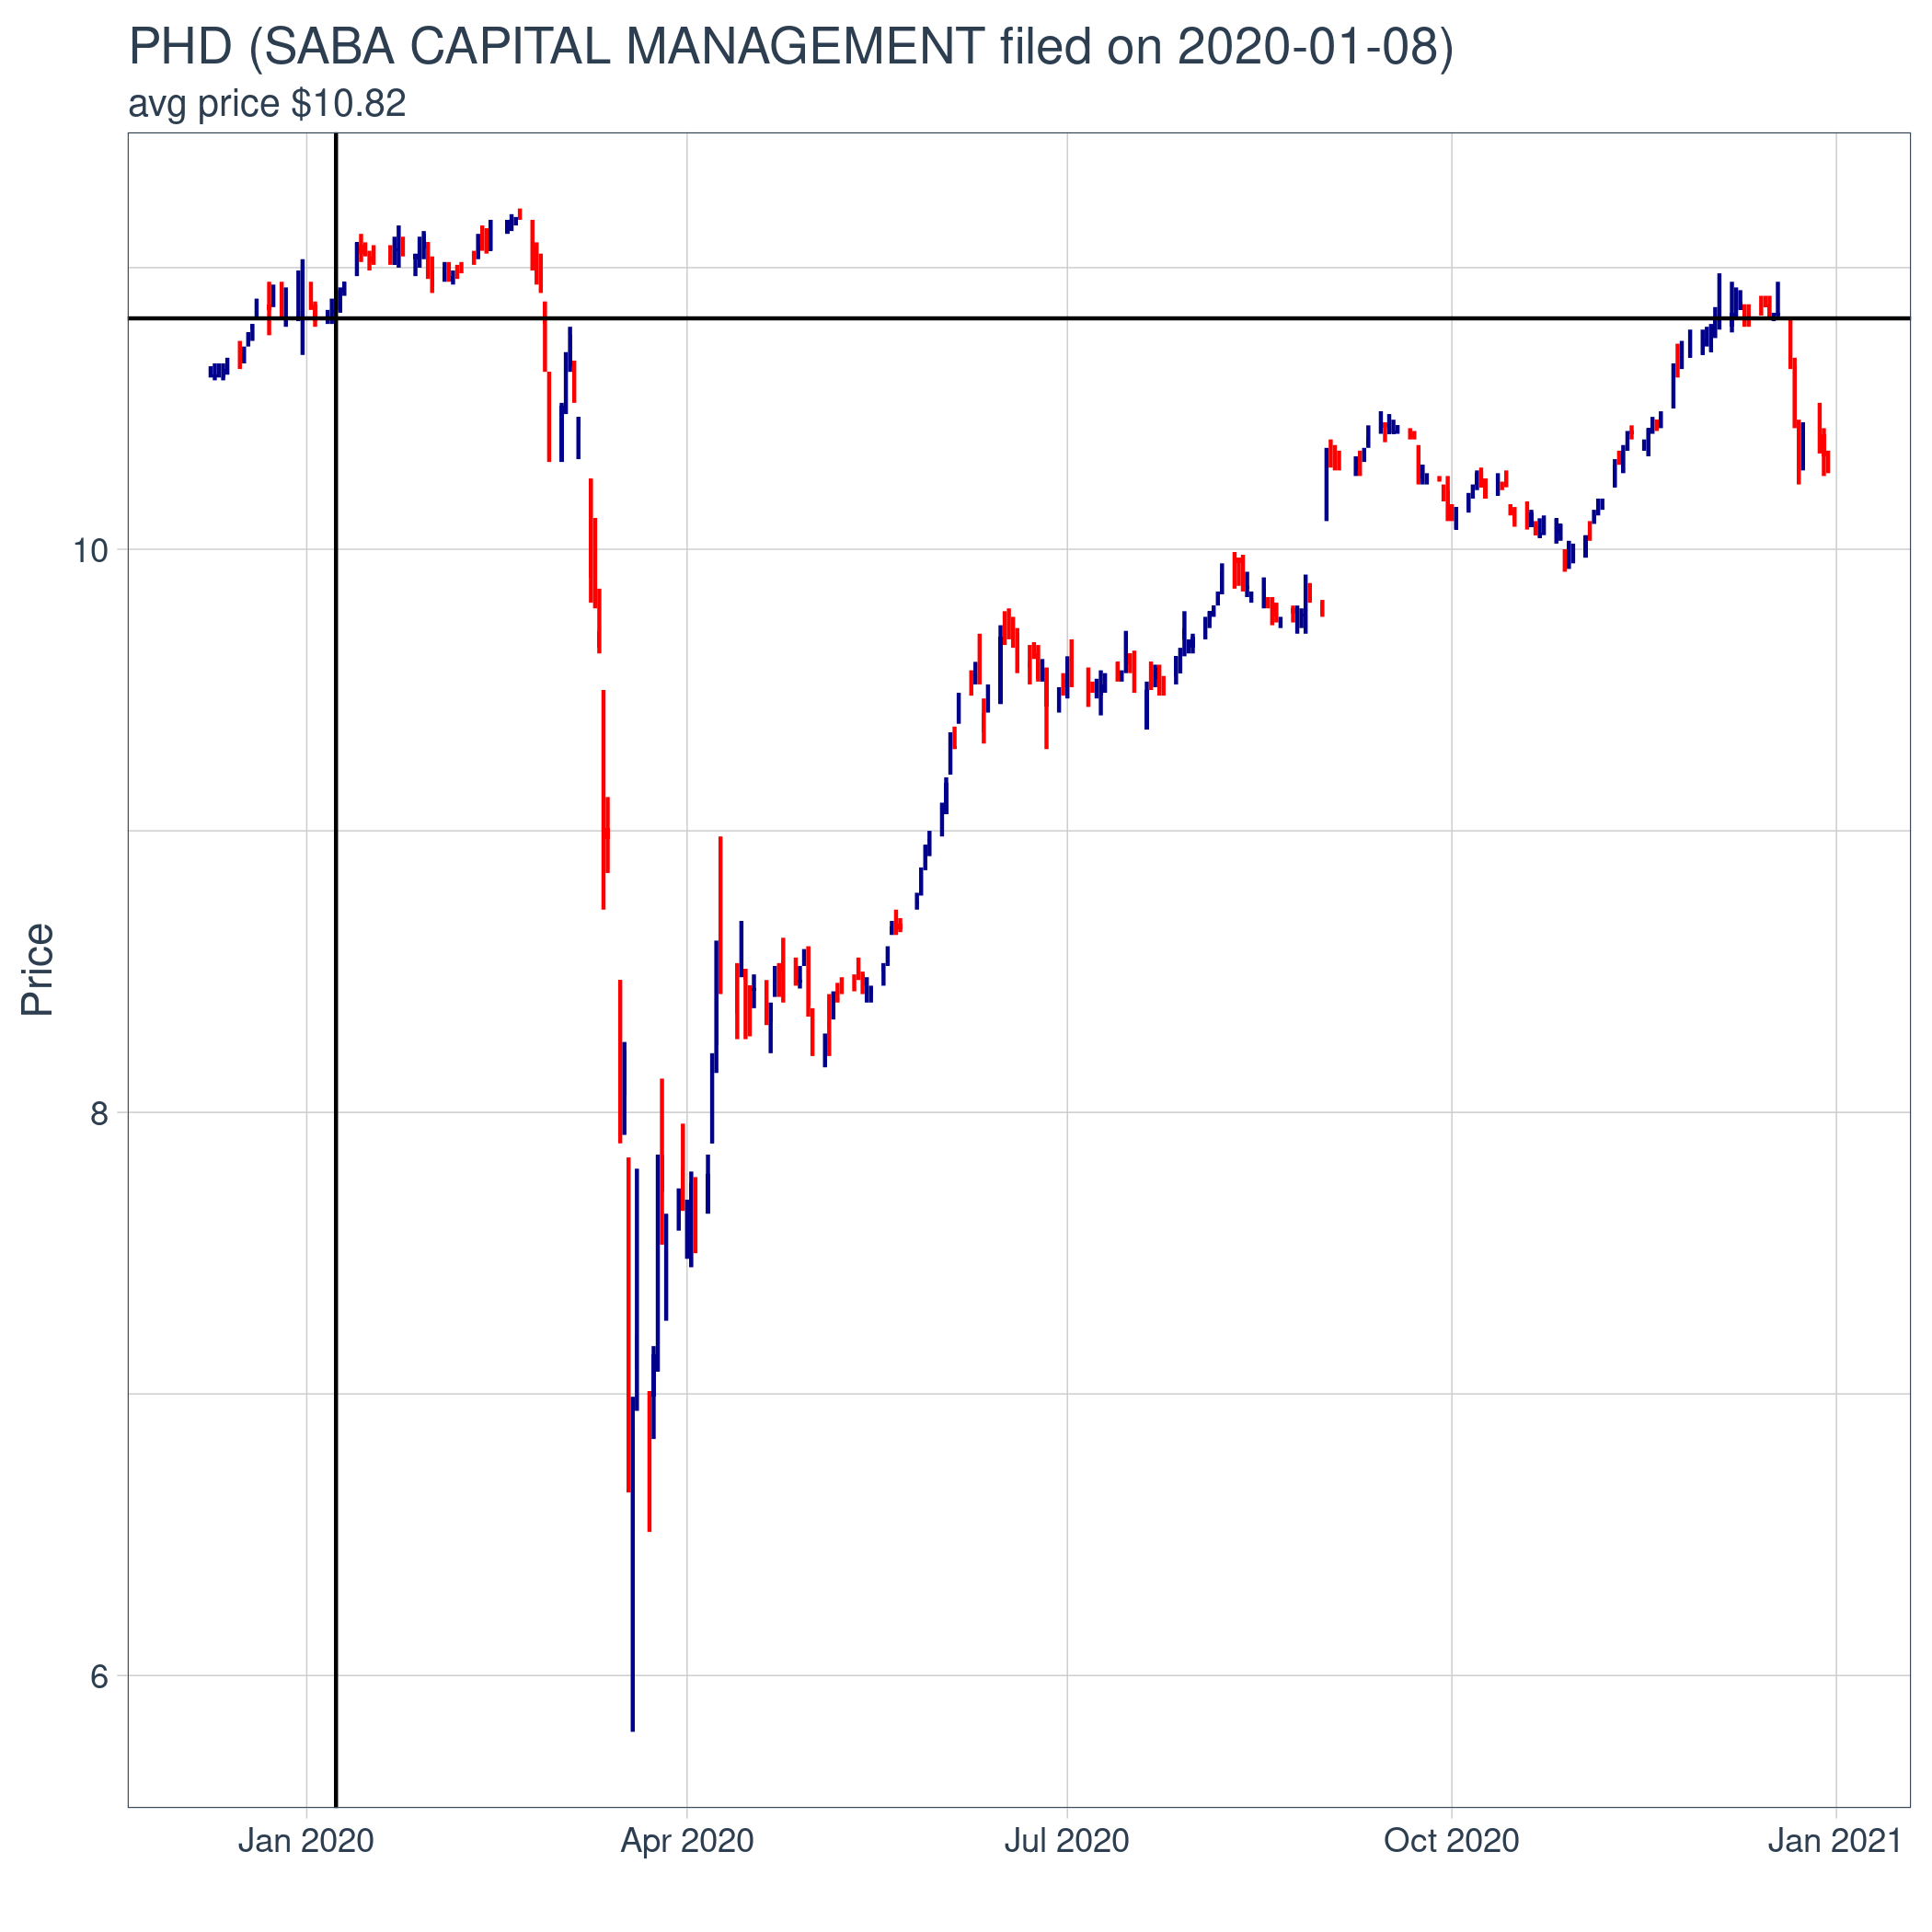 PHD (SABA CAPITAL MANAGEMENT filed on 2020-01-08)
avg price $10.82
Price
10
8
6
Jan 2020
Apr 2020
Jul 2020
Oct 2020
Jan 2021